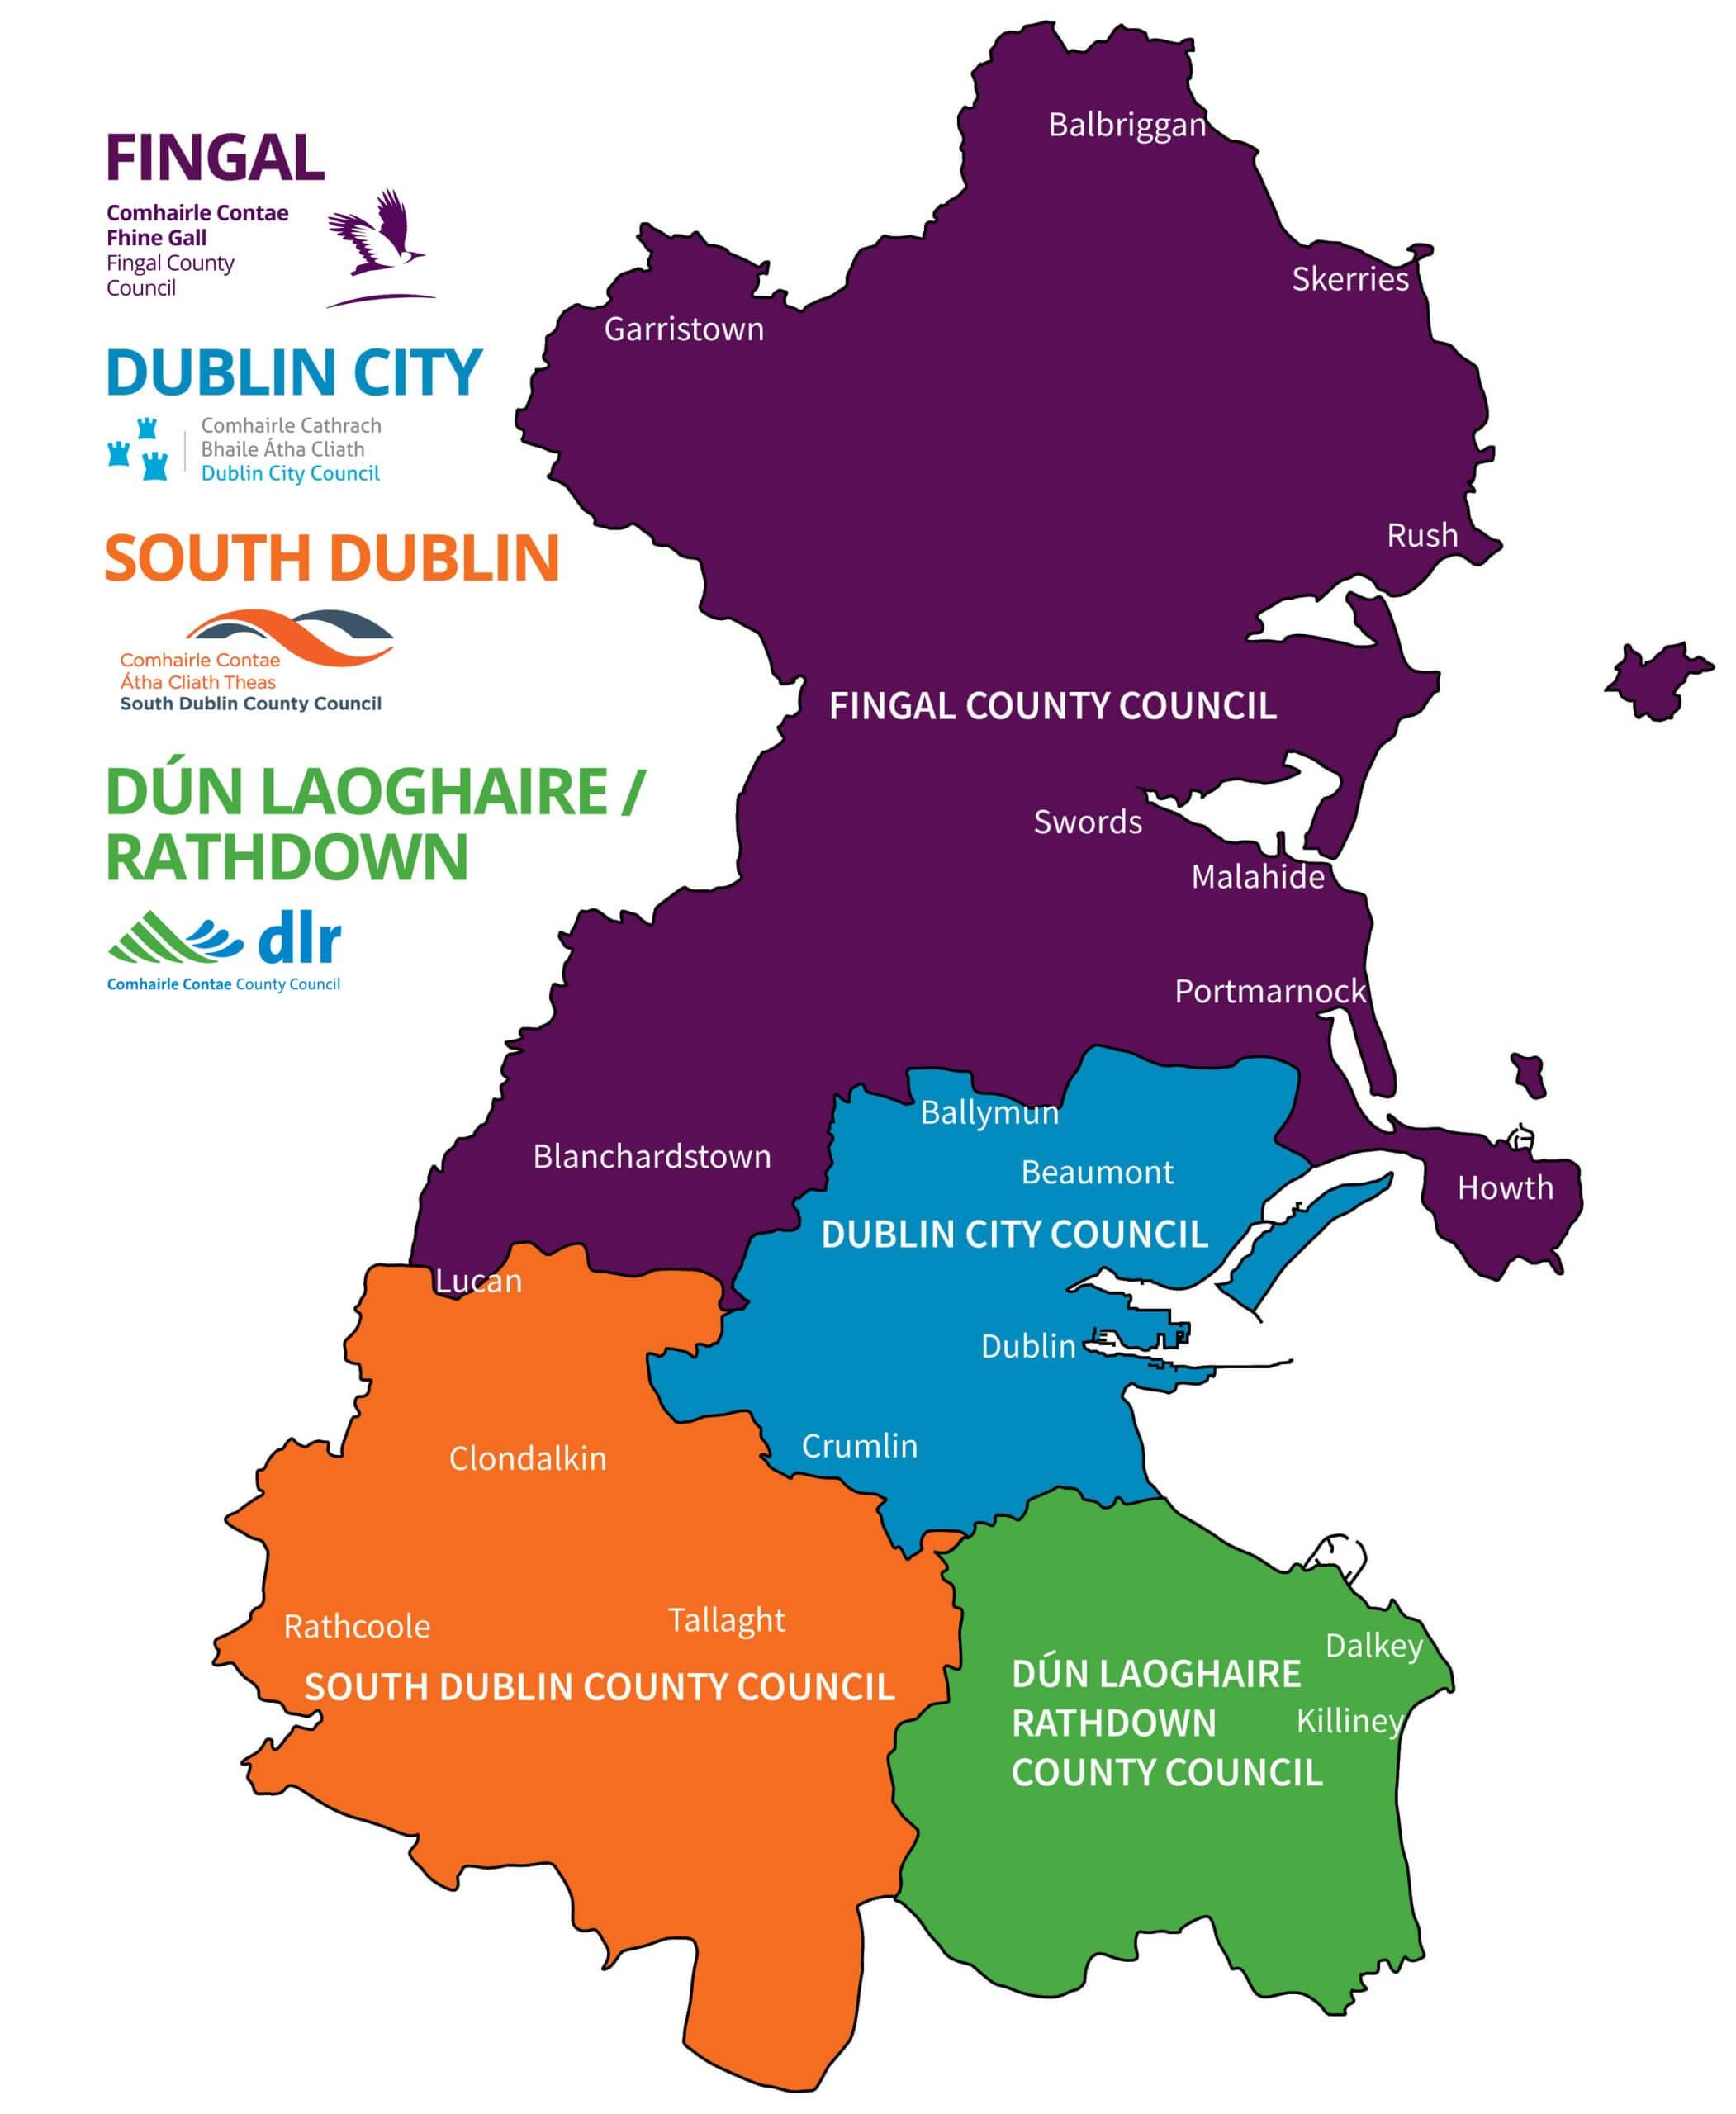 FINGAL
Comhairle Contae
Fhine Gall
Fingal County
Council
DUBLIN CITY
Comhairle Cathrach
Bhaile Átha Cliath
Dublin City Council
SOUTH DUBLIN
Comhairle Contae
Átha Cliath Theas
South Dublin County Council
DÚN LAOGHAIRE /
RATHDOWN
dlr
Comhairle Contae County Council
Balbriggan
Skerries
Garristown
Rush
FINGAL COUNTY COUNCIL
Swords
Malahide
Portmarnock
Ballymun
Blanchardstown
Beaumont
Howth
DUBLIN CITY COUNCIL
Lucan
Dublin
Crumlin
Clondalkin
Rathcoole
Tallaght
SOUTH DUBLIN COUNTY COUNCIL
Dalkey
DÚN LAOGHAIRE
RATHDOWN
COUNTY COUNCIL
Killiney